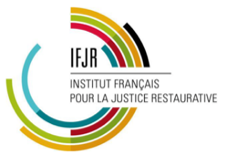 IFJR
INSTITUT FRANÇAIS
POUR LA JUSTICE RESTAURATIVE